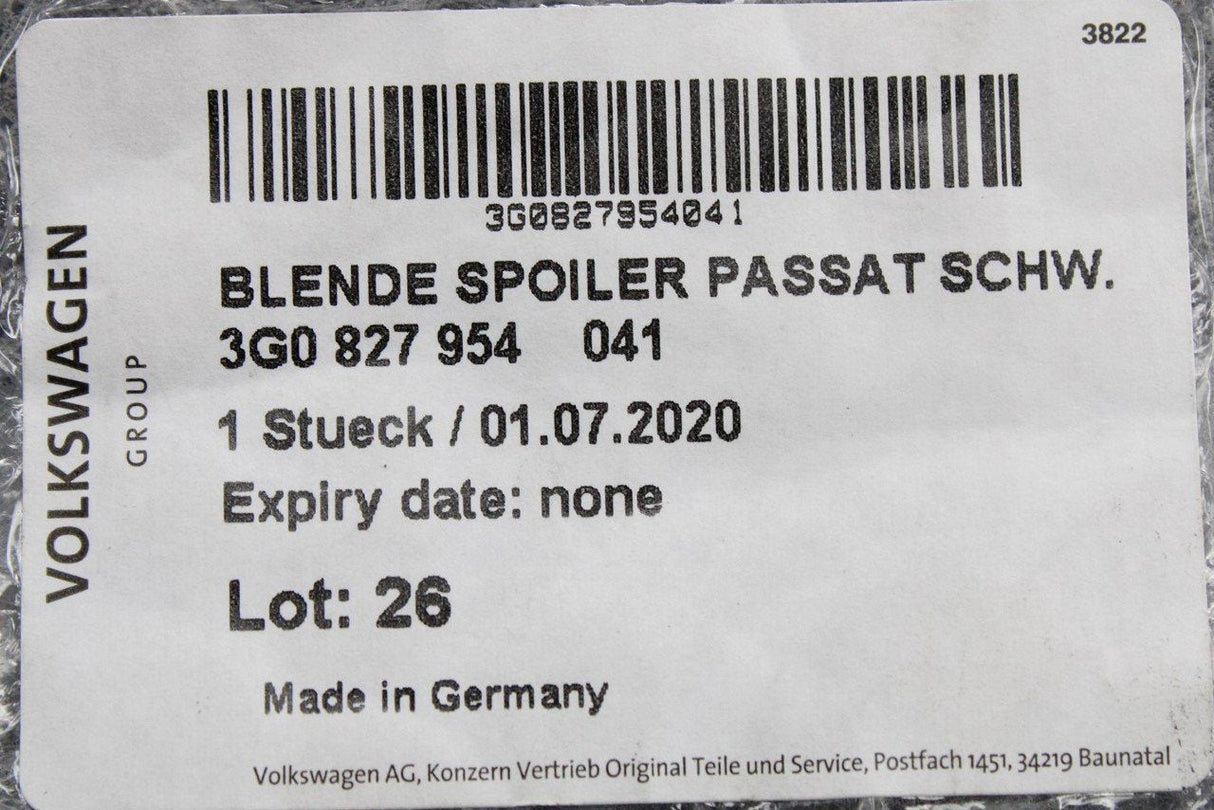 3822
3G0827954041
BLENDE SPOILER PASSAT SCHW.
3G0 827 954 041
1 Stueck / 01.07.2020
Expiry date: none
Lot: 26
Made in Germany
Volkswagen AG, Konzern Vertrieb Original Teile und Service, Postfach 1451, 34219 Baunatal
VOLKSWAGEN
GROUP